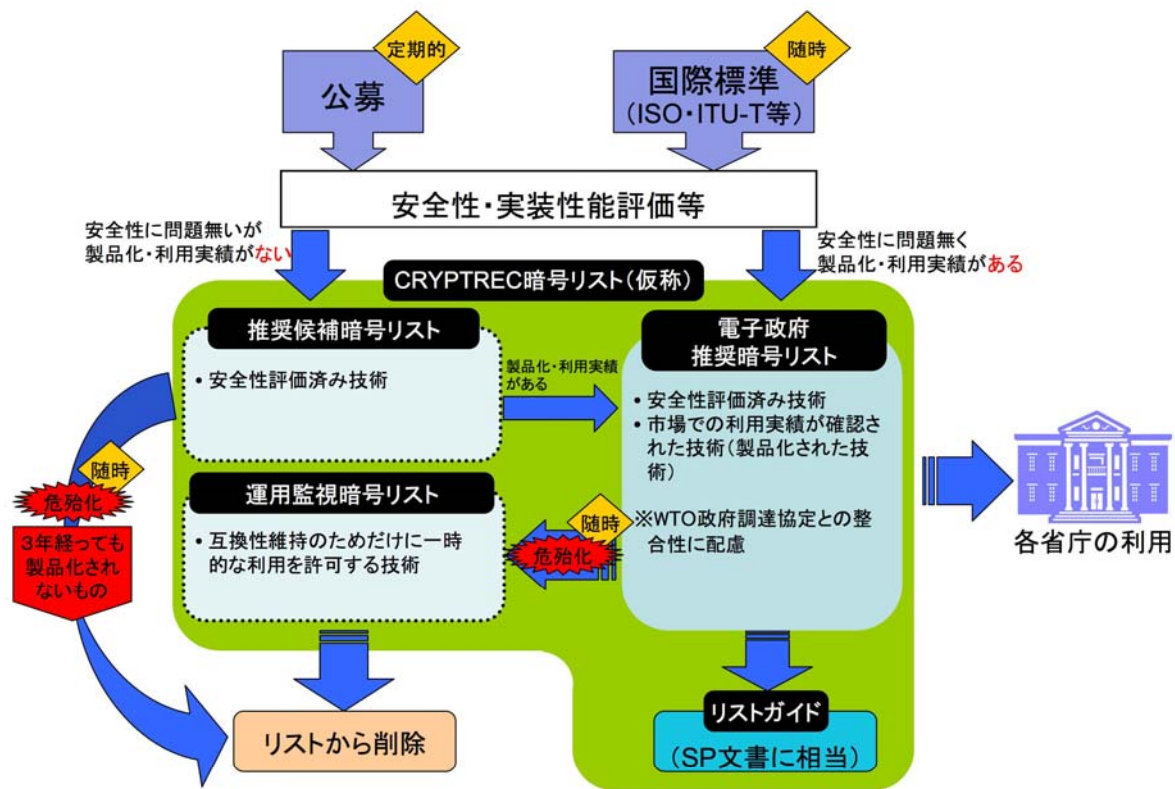 定期的
公募
随時
国際標準
（ISO・ITU-T等）
安全性・実装性能評価等
安全性に問題無いが
製品化・利用実績がない
安全性に問題無く
製品化・利用実績がある
CRYPTREC暗号リスト（仮称）
推奨候補暗号リスト
• 安全性評価済み技術
製品化・利用実績
がある
電子政府
推奨暗号リスト
• 安全性評価済み技術
• 市場での利用実績が確認さ
れた技術（製品化された技
術）
※WTO政府調達協定との整
合性に配慮
随時
危殆化
3年経っても
製品化され
ないもの
運用監視暗号リスト
• 互換性維持のためだけに一時
的な利用を許可する技術
随時
危殆化
各省庁の利用
リストから削除
リストガイド
（SP文書に相当）